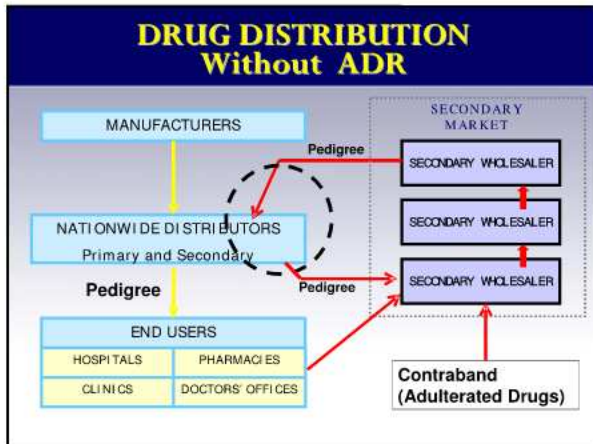 DRUG DISTRIBUTION
Without ADR
MANUFACTURERS
SECONDARY
MARKET
Pedigree
SECONDARY WHOLESALER
SECONDARY WHOLESALER
NATIONWIDE DISTRIBUTORS
Primary and Secondary
Pedigree
SECONDARY WHOLESALER
Pedigree
END USERS
HOSPITALS
PHARMACIES
CLINICS
DOCTORS' OFFICES
Contraband
(Adulterated Drugs)